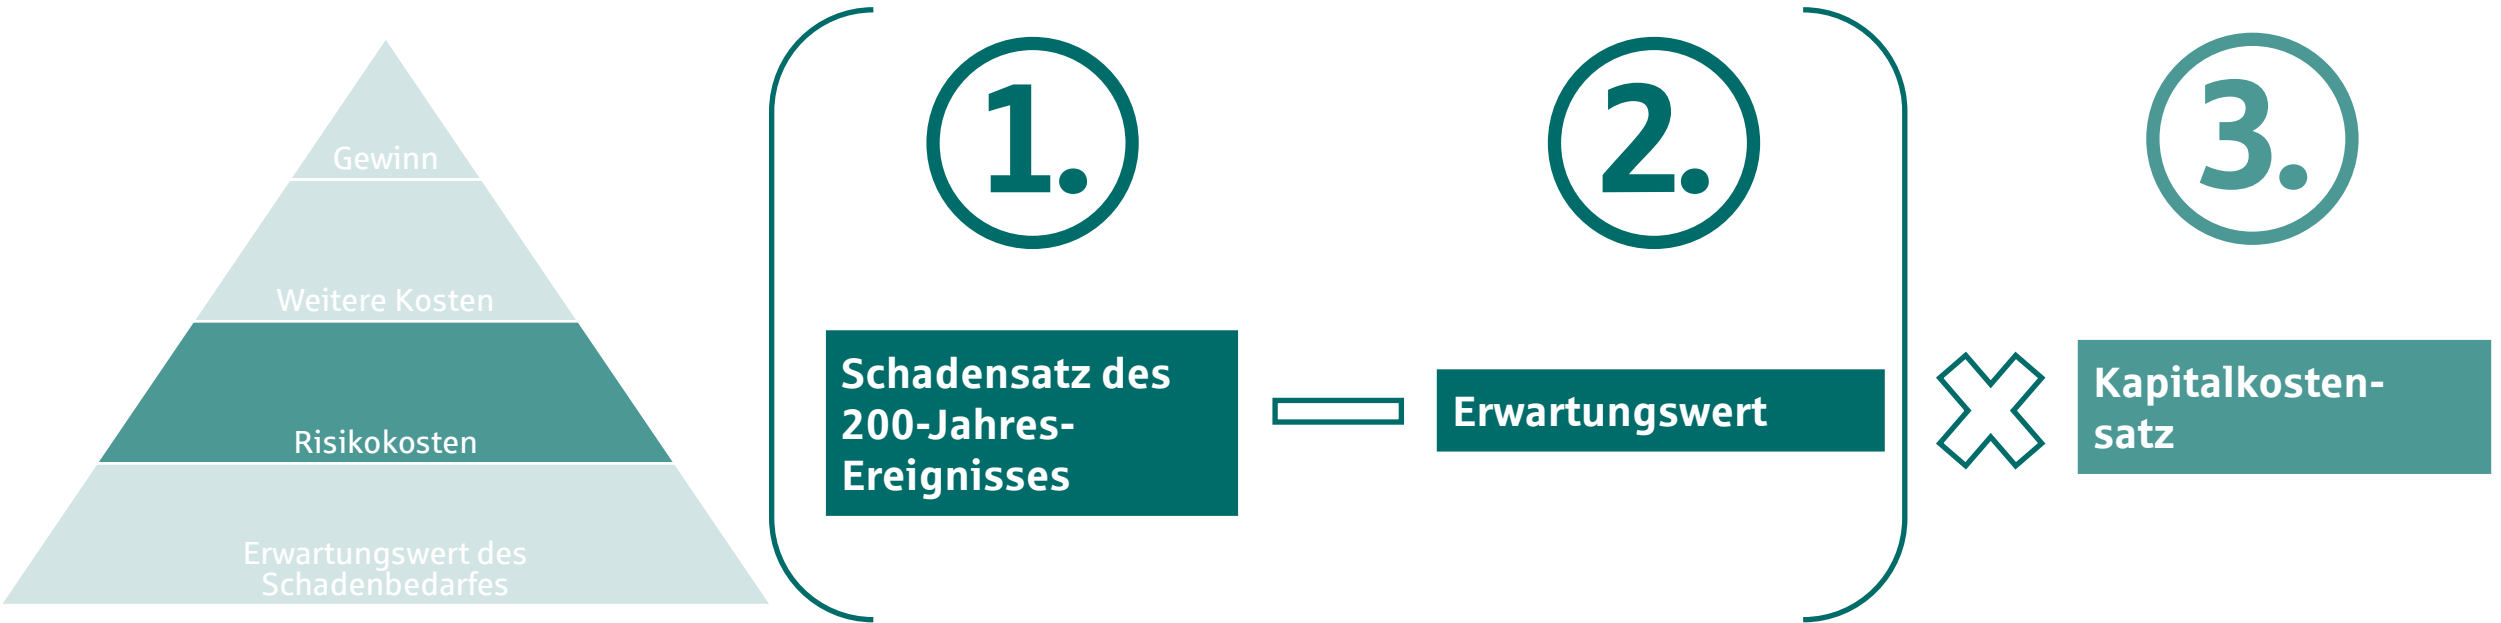 Gewinn
Weitere Kosten
Risikokosten
Erwartungswert des
Schadenbedarfes
1.
Schadensatz des
200-Jahres-
Ereignisses
2.
Erwartungswert
3.
Kapitalkosten-
satz